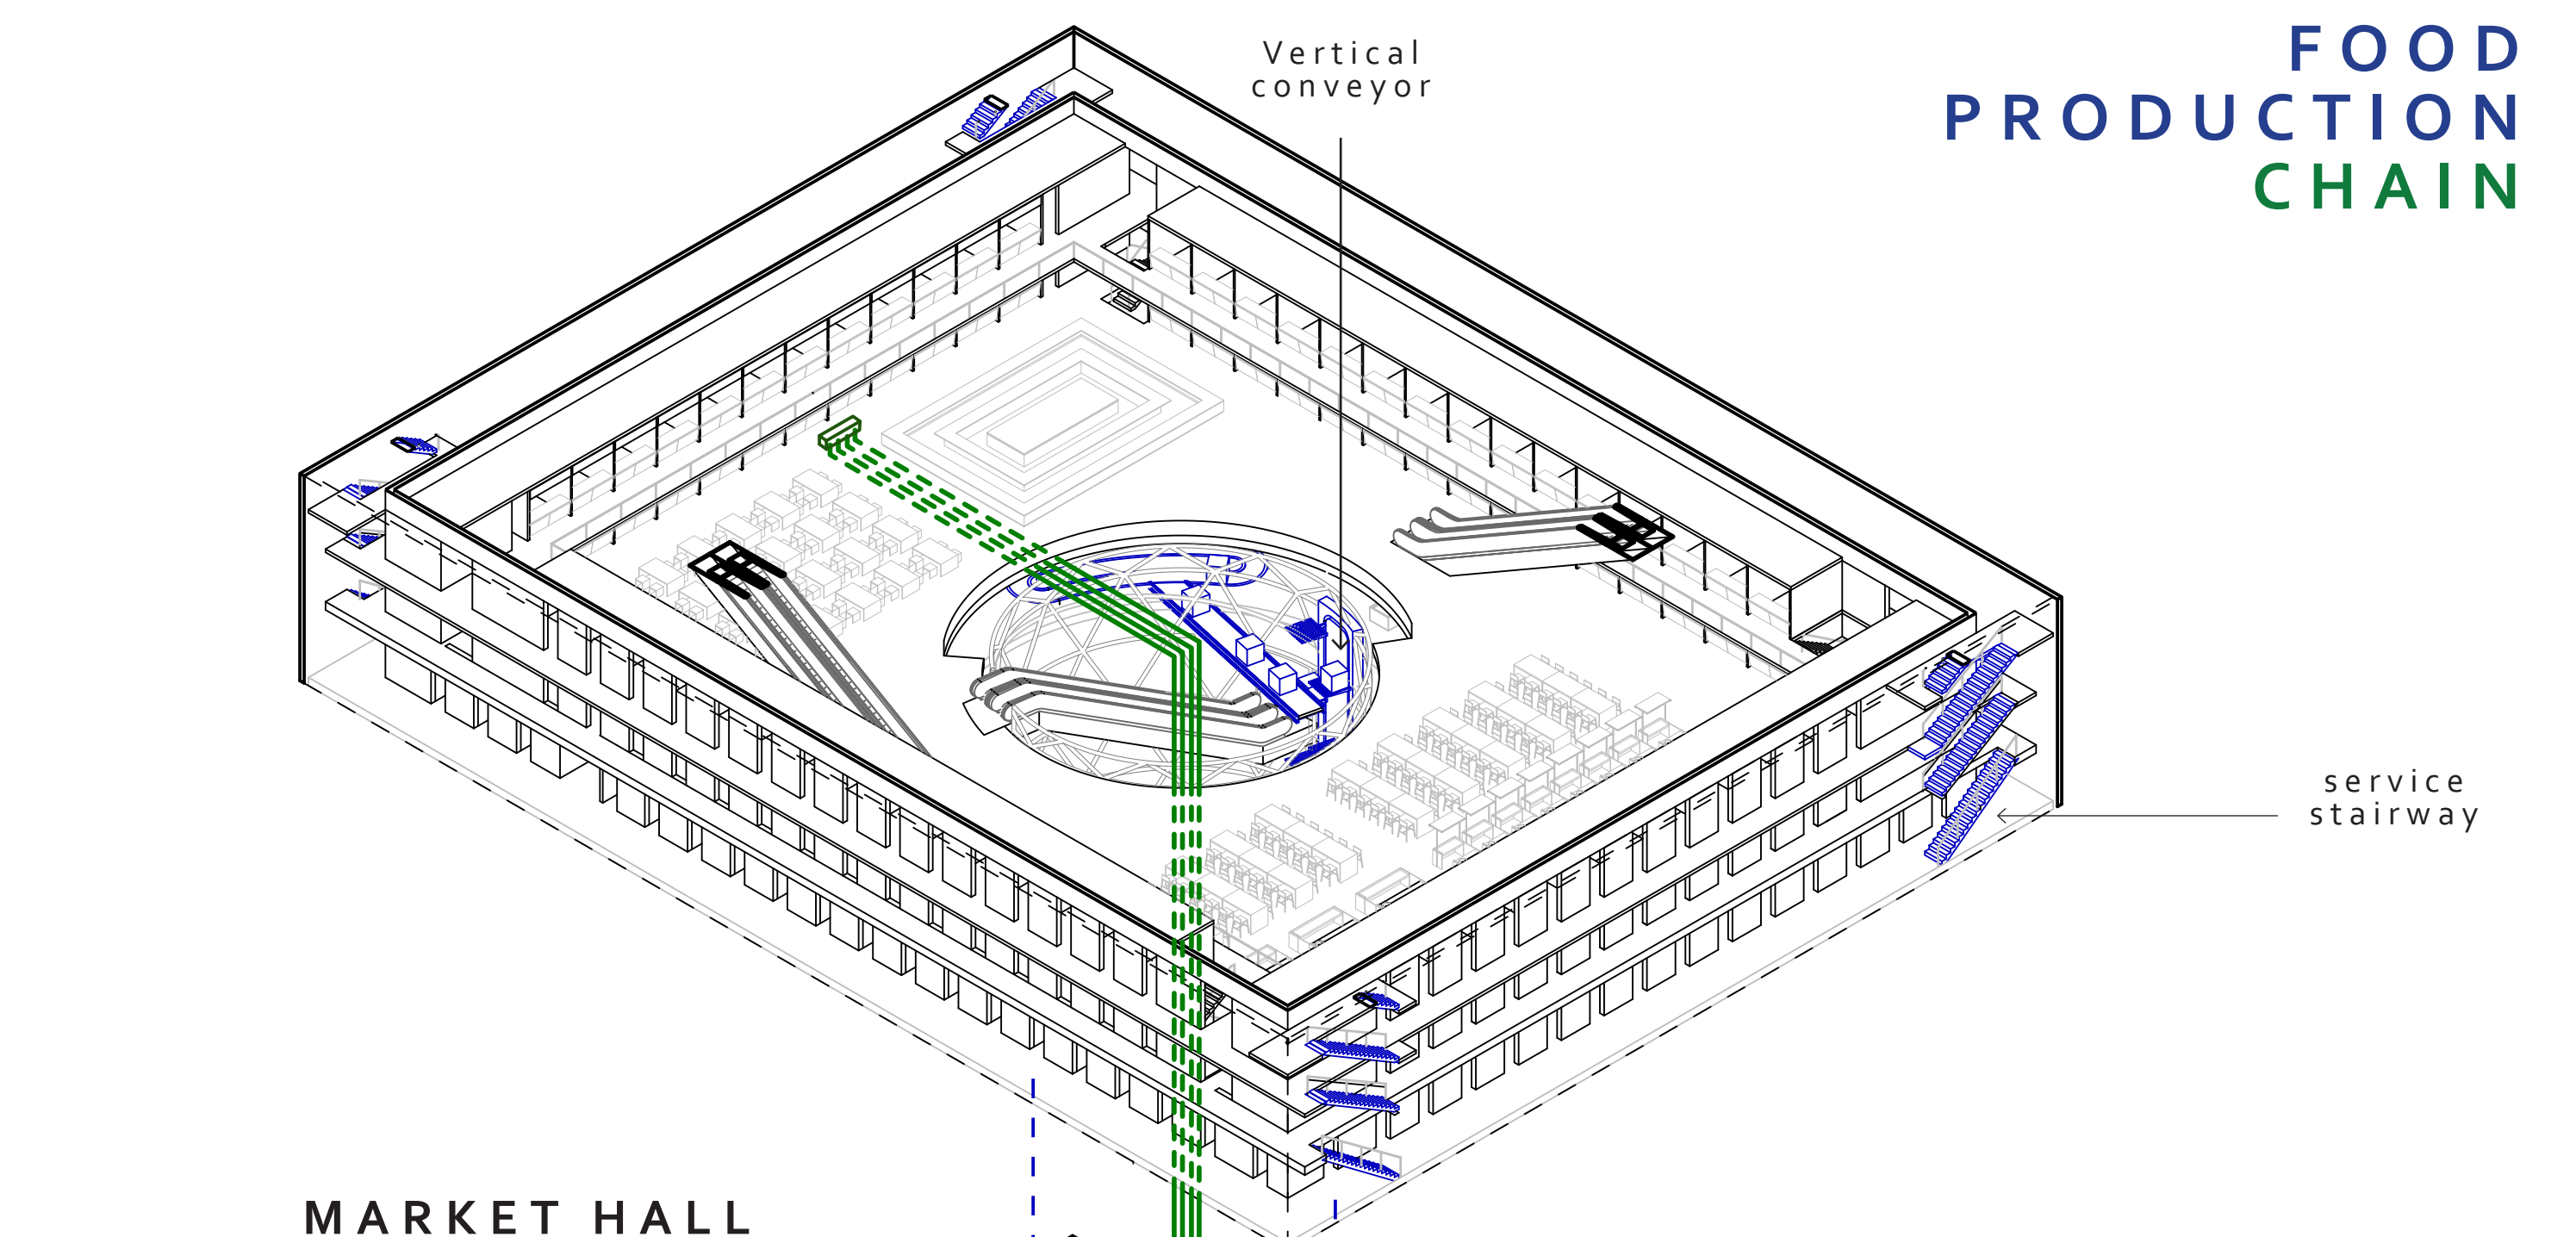 Vertical
conveyor
FOOD
PRODUCTION
CHAIN
service
stairway
MARKET HALL